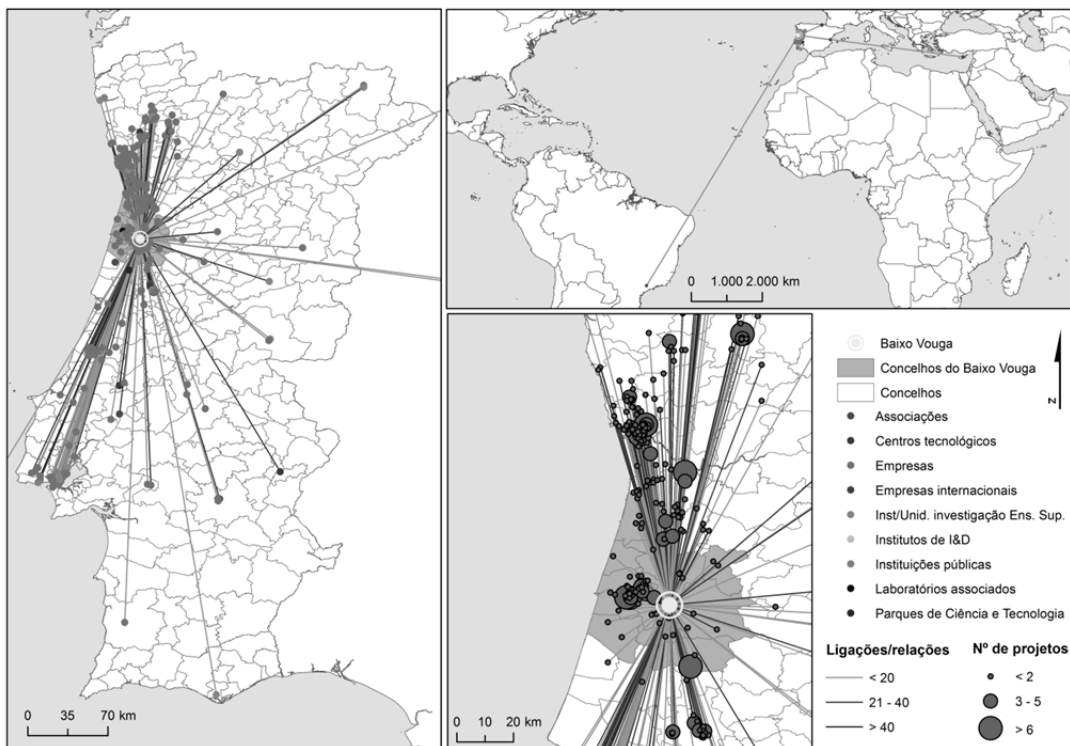 0 1.000 2.000 km
Baixo Vouga
Concelhos do Baixo Vouga
Concelhos
N
Associações
Centros tecnológicos
Empresas
Empresas internacionais
Inst/Unid. investigação Ens. Sup.
Institutos de I&D
Instituições públicas
Laboratórios associados
Parques de Ciência e Tecnologia
Ligações/relações
< 20
21 - 40
> 40
Nº de projetos
< 2
3 - 5
> 6
0 35 70 km
0 10 20 km